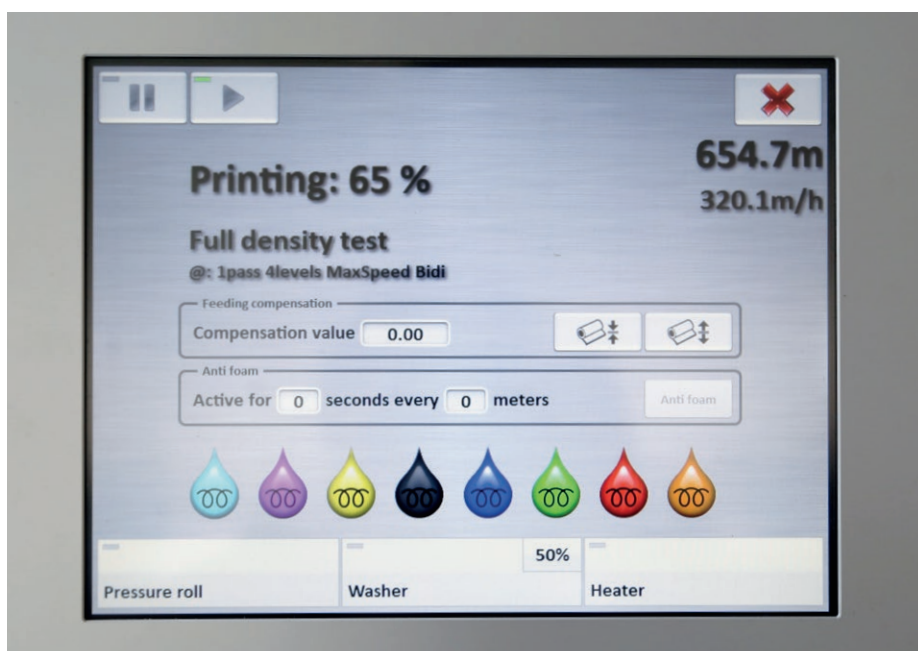 654.7m
Printing: 65 %
320.1m/h
Full density test
@: 1pass 4levels MaxSpeed Bidi
Feeding compensation
Compensation value 0.00
Anti foam
Active for 0 seconds every 0 meters Anti foam
50%
Pressure roll Washer Heater